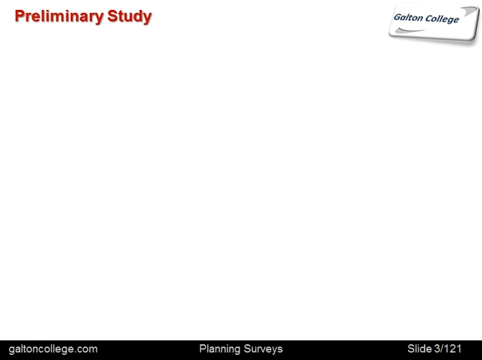 Preliminary Study
Galton College
galtoncollege.com
Planning Surveys
Slide 3/121